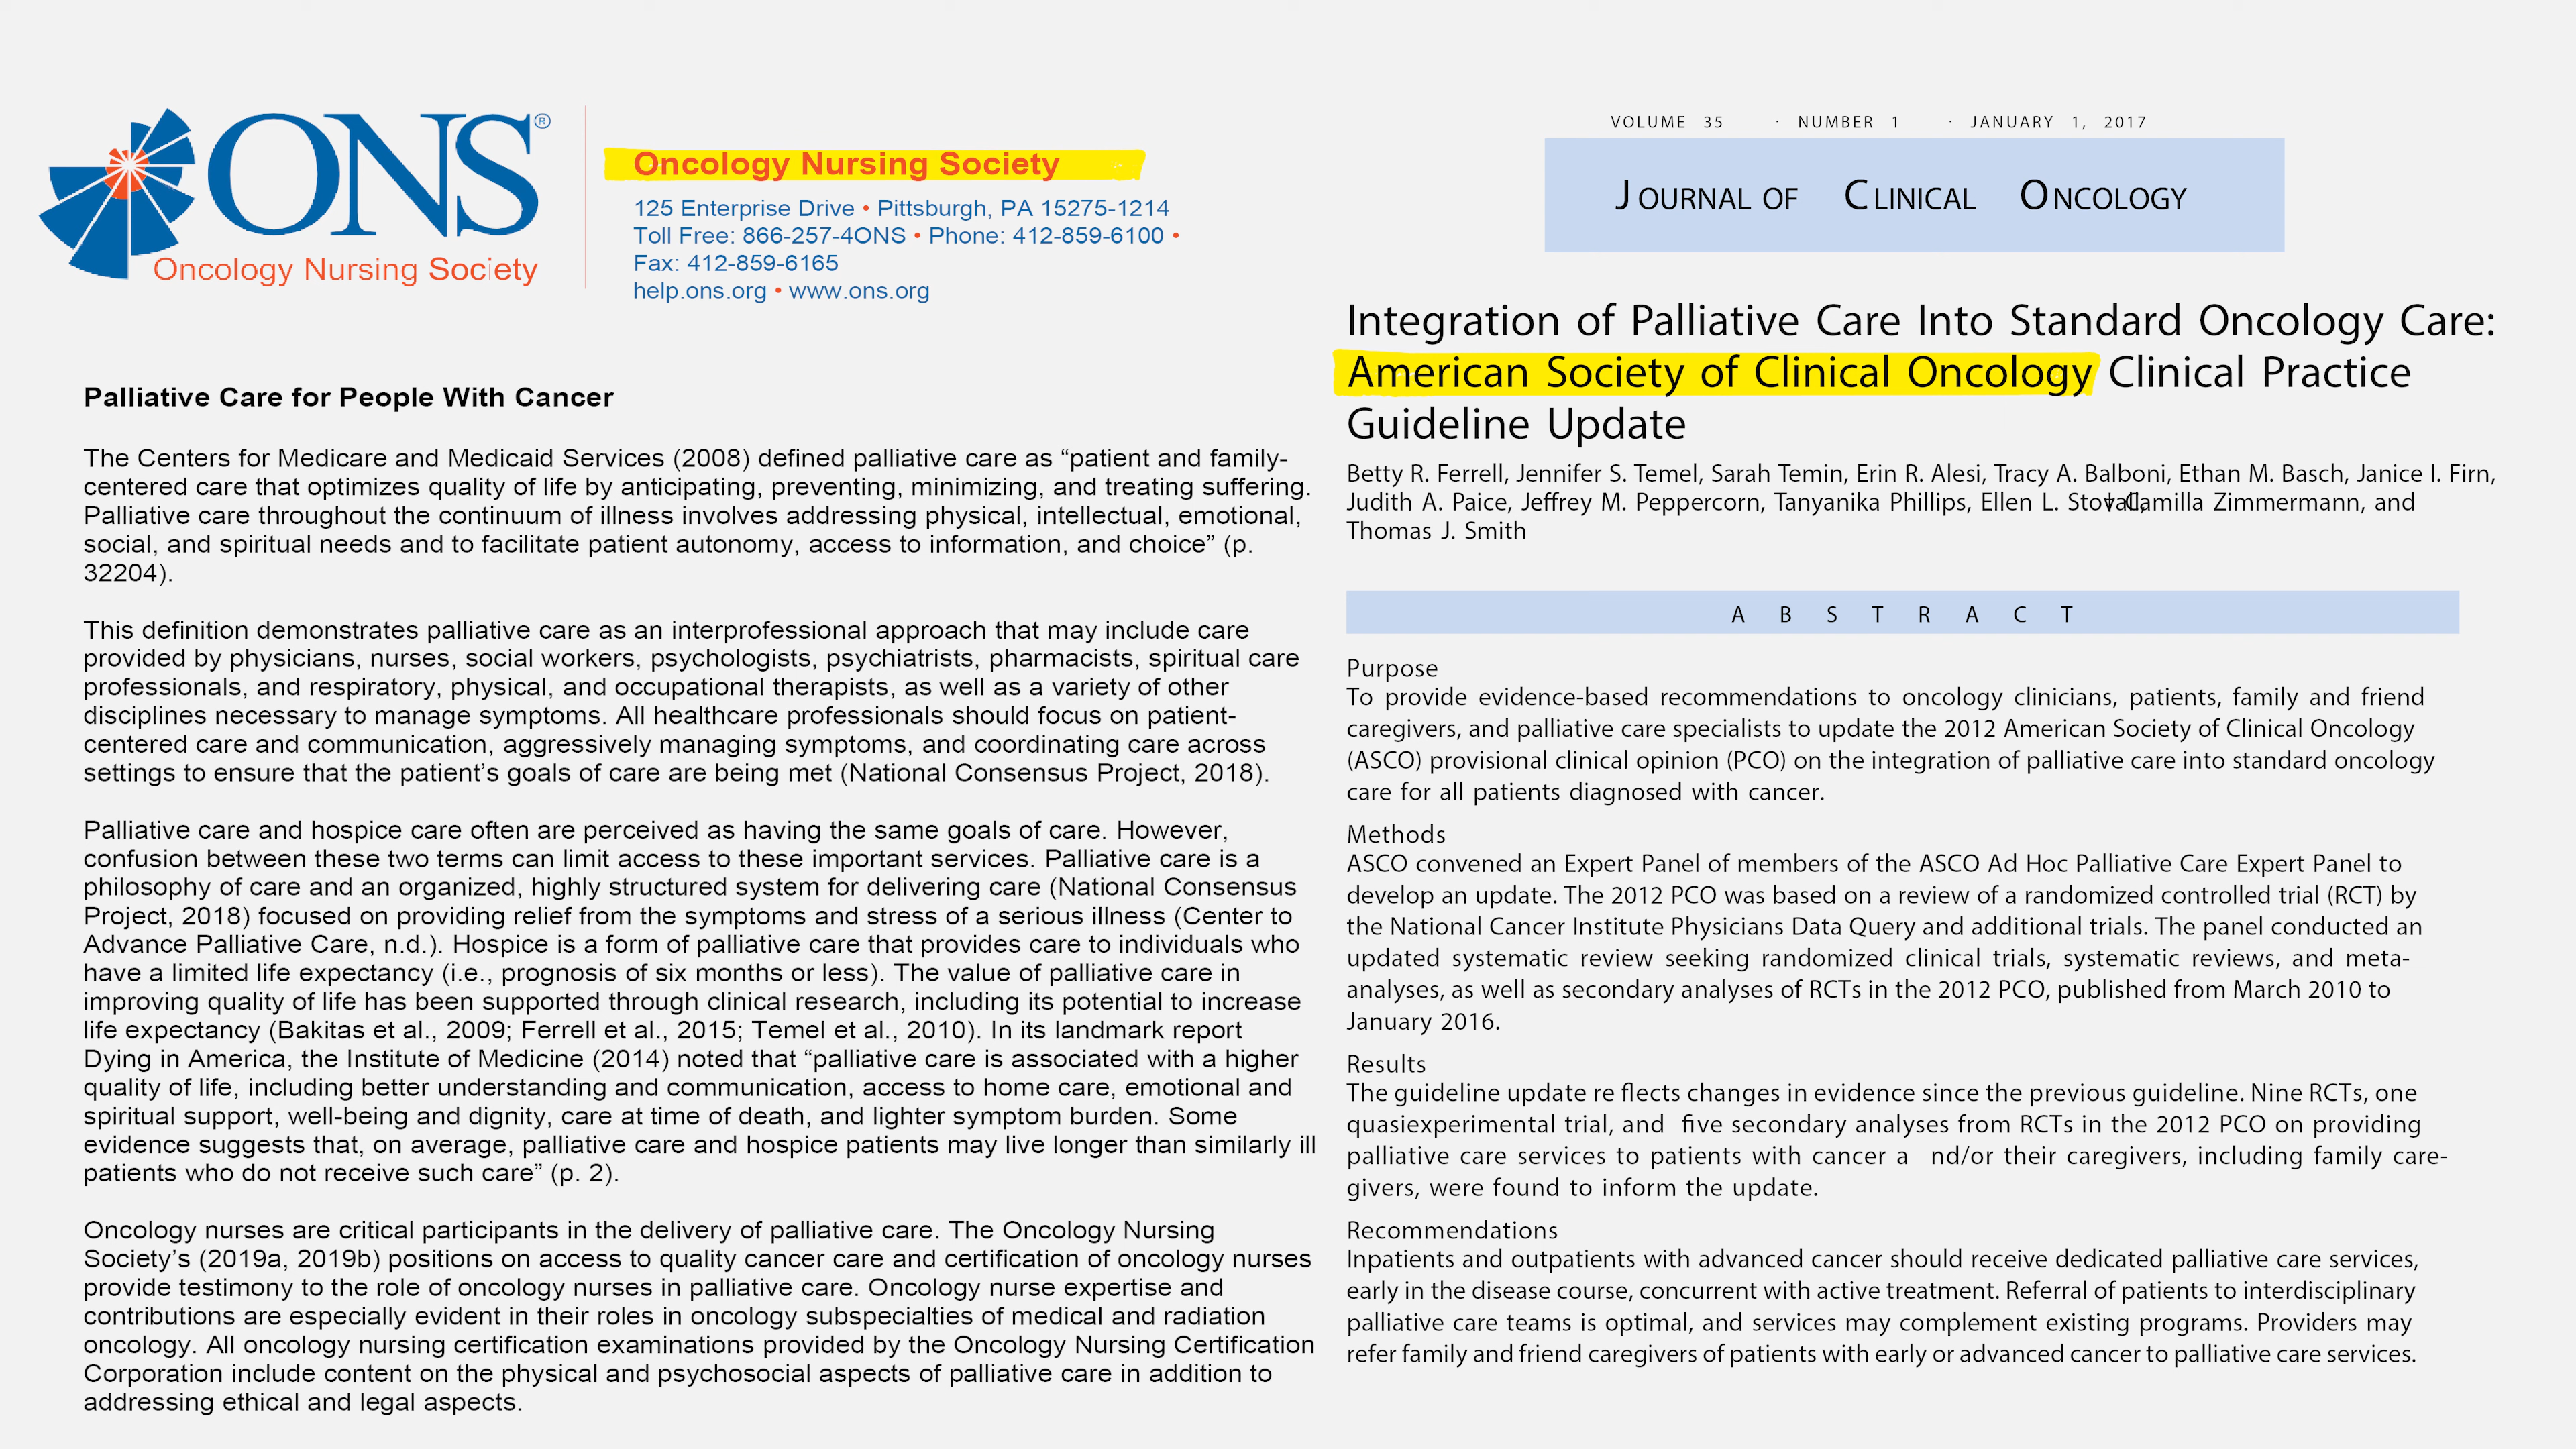 ONS®
Oncology Nursing Society
Oncology Nursing Society
125 Enterprise Drive • Pittsburgh, PA 15275-1214
Toll Free: 866-257-4ONS • Phone: 412-859-6100 •
Fax: 412-859-6165
help.ons.org • www.ons.org
Palliative Care for People With Cancer
The Centers for Medicare and Medicaid Services (2008) defined palliative care as “patient and family-
centered care that optimizes quality of life by anticipating, preventing, minimizing, and treating suffering.
Palliative care throughout the continuum of illness involves addressing physical, intellectual, emotional,
social, and spiritual needs and to facilitate patient autonomy, access to information, and choice” (p.
32204).
This definition demonstrates palliative care as an interprofessional approach that may include care
provided by physicians, nurses, social workers, psychologists, psychiatrists, pharmacists, spiritual care
professionals, and respiratory, physical, and occupational therapists, as well as a variety of other
disciplines necessary to manage symptoms. All healthcare professionals should focus on patient-
centered care and communication, aggressively managing symptoms, and coordinating care across
settings to ensure that the patient’s goals of care are being met (National Consensus Project, 2018).
Palliative care and hospice care often are perceived as having the same goals of care. However,
confusion between these two terms can limit access to these important services. Palliative care is a
philosophy of care and an organized, highly structured system for delivering care (National Consensus
Project, 2018) focused on providing relief from the symptoms and stress of a serious illness (Center to
Advance Palliative Care, n.d.). Hospice is a form of palliative care that provides care to individuals who
have a limited life expectancy (i.e., prognosis of six months or less). The value of palliative care in
improving quality of life has been supported through clinical research, including its potential to increase
life expectancy (Bakitas et al., 2009; Ferrell et al., 2015; Temel et al., 2010). In its landmark report
Dying in America, the Institute of Medicine (2014) noted that “palliative care is associated with a higher
quality of life, including better understanding and communication, access to home care, emotional and
spiritual support, well-being and dignity, care at time of death, and lighter symptom burden. Some
evidence suggests that, on average, palliative care and hospice patients may live longer than similarly ill
patients who do not receive such care” (p. 2).
Oncology nurses are critical participants in the delivery of palliative care. The Oncology Nursing
Society’s (2019a, 2019b) positions on access to quality cancer care and certification of oncology nurses
provide testimony to the role of oncology nurses in palliative care. Oncology nurse expertise and
contributions are especially evident in their roles in oncology subspecialties of medical and radiation
oncology. All oncology nursing certification examinations provided by the Oncology Nursing Certification
Corporation include content on the physical and psychosocial aspects of palliative care in addition to
addressing ethical and legal aspects.
VOLUME 35 · NUMBER 1 · JANUARY 1, 2017
JOURNAL OF CLINICAL ONCOLOGY
Integration of Palliative Care Into Standard Oncology Care:
American Society of Clinical Oncology Clinical Practice
Guideline Update
Betty R. Ferrell, Jennifer S. Temel, Sarah Temin, Erin R. Alesi, Tracy A. Balboni, Ethan M. Basch, Janice I. Firn,
Judith A. Paice, Jeffrey M. Peppercorn, Tanyanika Phillips, Ellen L. Stovall,† Camilla Zimmermann, and
Thomas J. Smith
A B S T R A C T
Purpose
To provide evidence-based recommendations to oncology clinicians, patients, family and friend
caregivers, and palliative care specialists to update the 2012 American Society of Clinical Oncology
(ASCO) provisional clinical opinion (PCO) on the integration of palliative care into standard oncology
care for all patients diagnosed with cancer.
Methods
ASCO convened an Expert Panel of members of the ASCO Ad Hoc Palliative Care Expert Panel to
develop an update. The 2012 PCO was based on a review of a randomized controlled trial (RCT) by
the National Cancer Institute Physicians Data Query and additional trials. The panel conducted an
updated systematic review seeking randomized clinical trials, systematic reviews, and meta-
analyses, as well as secondary analyses of RCTs in the 2012 PCO, published from March 2010 to
January 2016.
Results
The guideline update re flects changes in evidence since the previous guideline. Nine RCTs, one
quasiexperimental trial, and five secondary analyses from RCTs in the 2012 PCO on providing
palliative care services to patients with cancer a nd/or their caregivers, including family care-
givers, were found to inform the update.
Recommendations
Inpatients and outpatients with advanced cancer should receive dedicated palliative care services,
early in the disease course, concurrent with active treatment. Referral of patients to interdisciplinary
palliative care teams is optimal, and services may complement existing programs. Providers may
refer family and friend caregivers of patients with early or advanced cancer to palliative care services.